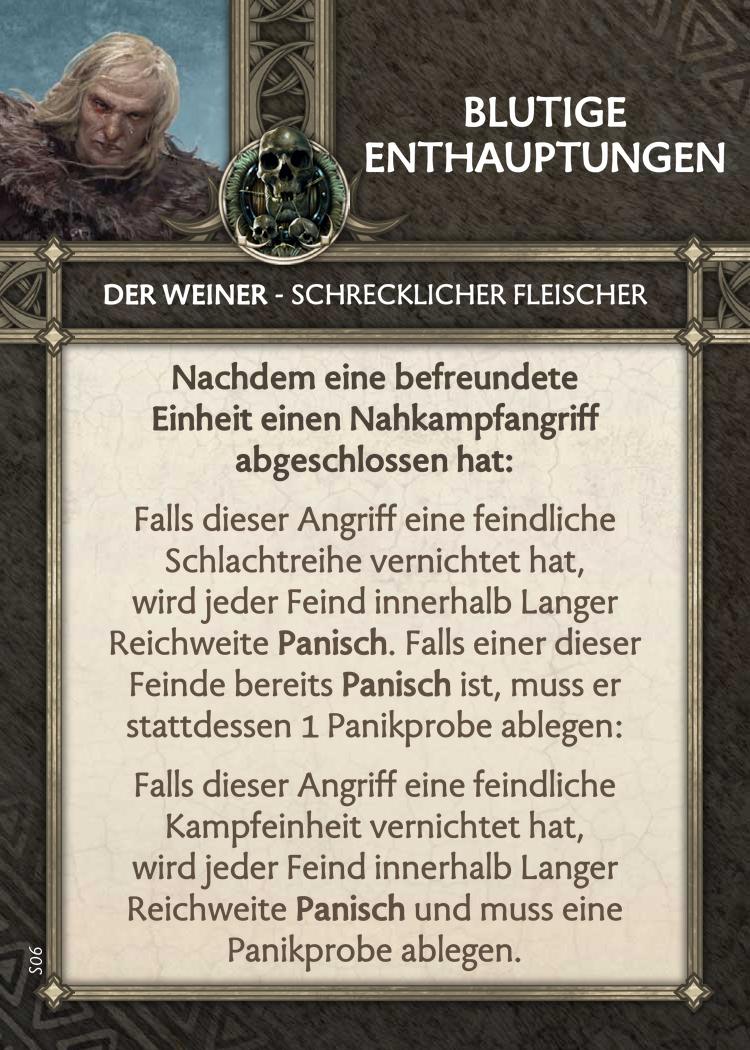 BLUTIGE
ENTHAUPTUNGEN
DER WEINER - SCHRECKLICHER FLEISCHER
Nachdem eine befreundete
Einheit einen Nahkampfangriff
abgeschlossen hat:
Falls dieser Angriff eine feindliche
Schlachtreihe vernichtet hat,
wird jeder Feind innerhalb Langer
Reichweite Panisch. Falls einer dieser
Feinde bereits Panisch ist, muss er
stattdessen 1 Panikprobe ablegen:
Falls dieser Angriff eine feindliche
Kampfeinheit vernichtet hat,
wird jeder Feind innerhalb Langer
Reichweite Panisch und muss eine
Panikprobe ablegen.
S06